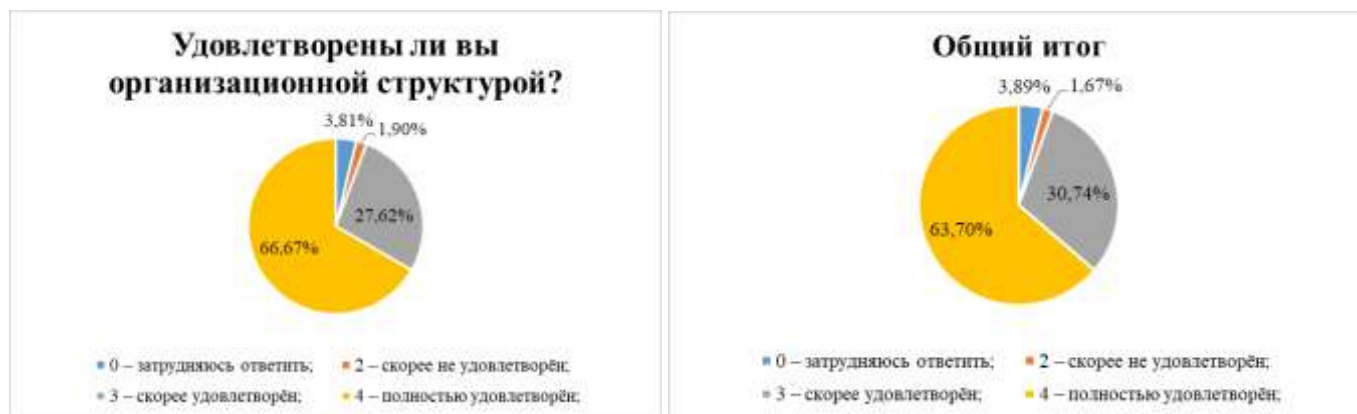 Удовлетворены ли вы
организационной структурой?
3,81%
1,90%
27,62%
66,67%
0 – затрудняюсь ответить;
2 – скорее не удовлетворён;
3 – скорее удовлетворён;
4 – полностью удовлетворён;
Общий итог
3,89%
1,67%
30,74%
63,70%
0 – затрудняюсь ответить;
2 – скорее не удовлетворён;
3 – скорее удовлетворён;
4 – полностью удовлетворён;